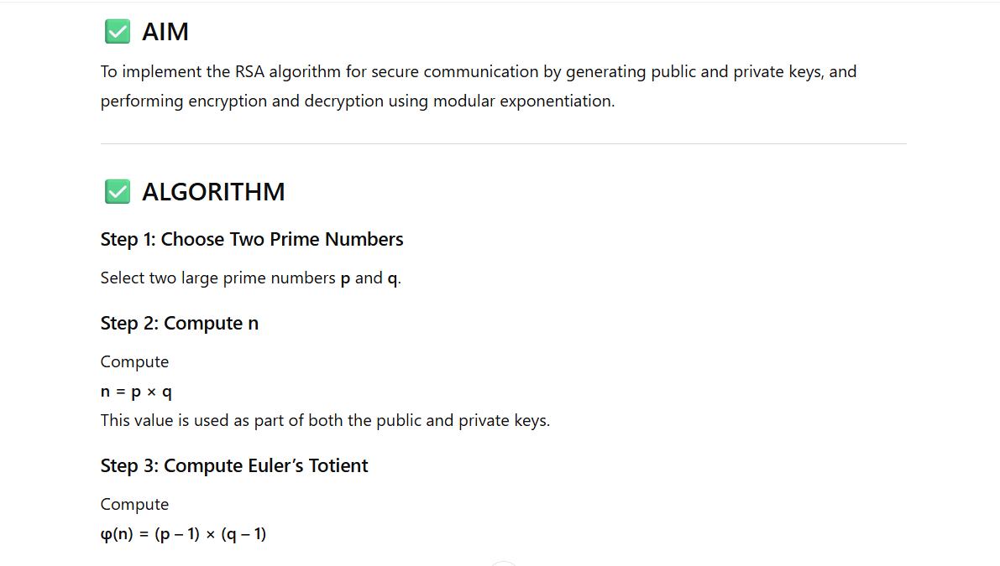 ✅ AIM
To implement the RSA algorithm for secure communication by generating public and private keys, and
performing encryption and decryption using modular exponentiation.
✅ ALGORITHM
Step 1: Choose Two Prime Numbers
Select two large prime numbers p and q.
Step 2: Compute n
Compute
n = p × q
This value is used as part of both the public and private keys.
Step 3: Compute Euler’s Totient
Compute
φ(n) = (p – 1) × (q – 1)